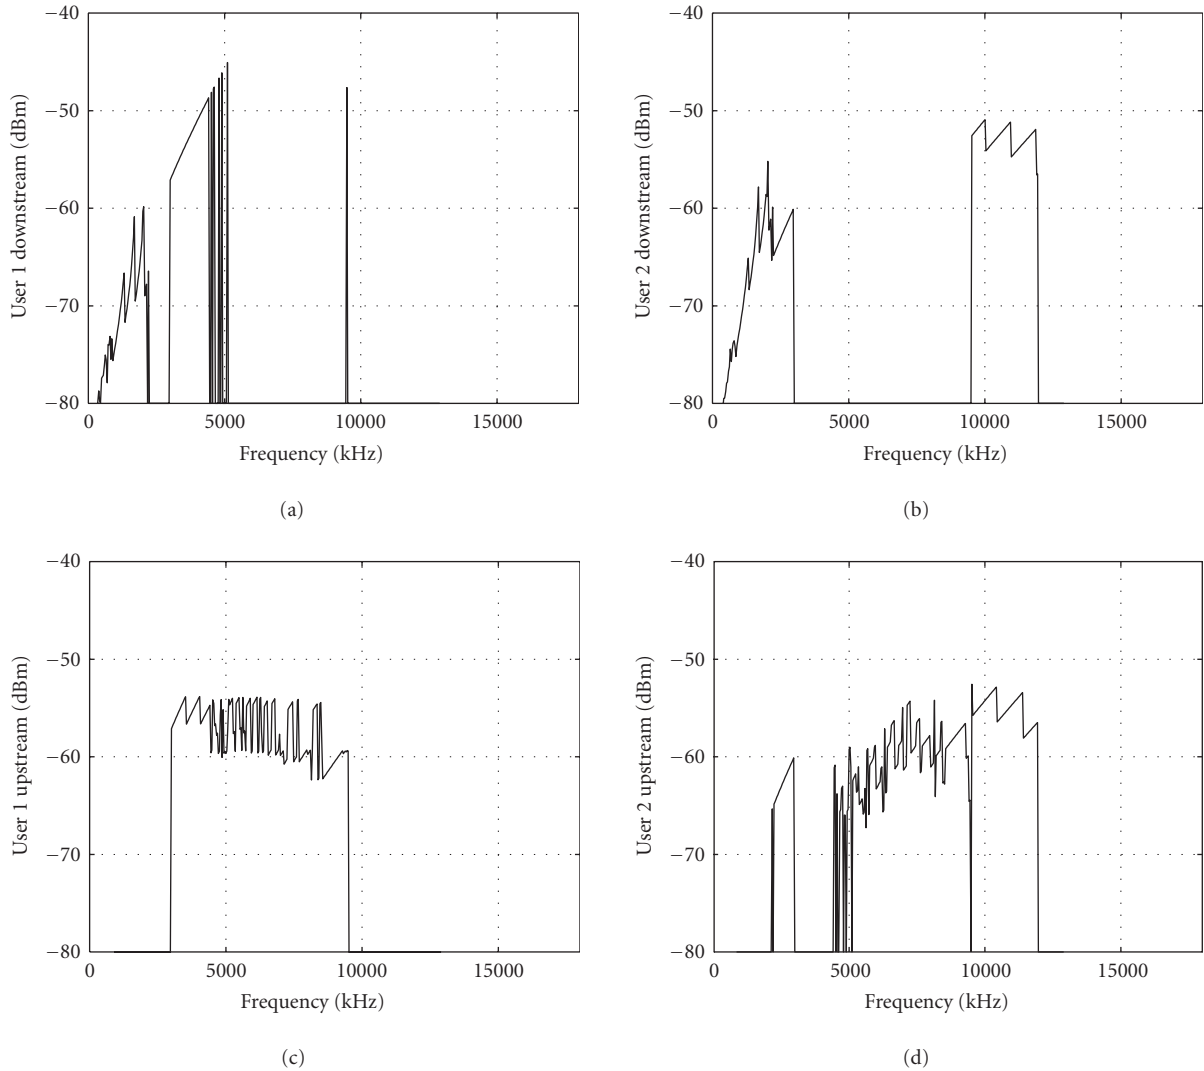 −40
−50
−60
−70
−80
0 5000 10000 15000
User 1 downstream (dBm)
Frequency (kHz)
(a)
−40
−50
−60
−70
−80
0 5000 10000 15000
User 2 downstream (dBm)
Frequency (kHz)
(b)
−40
−50
−60
−70
−80
0 5000 10000 15000
User 1 upstream (dBm)
Frequency (kHz)
(c)
−40
−50
−60
−70
−80
0 5000 10000 15000
User 2 upstream (dBm)
Frequency (kHz)
(d)